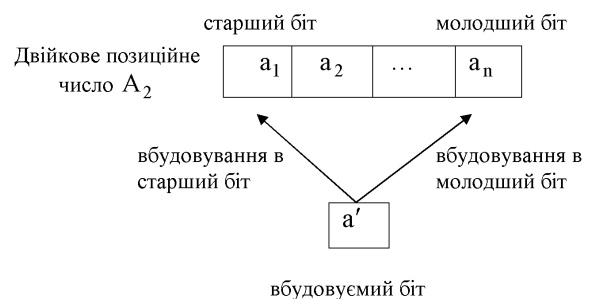 старший біт молодший біт
Двійкове позиційне
число A₂
a₁ a₂ … aₙ
вбудовування в вбудовування в
старший біт молодший біт
a′
вбудовуємий біт